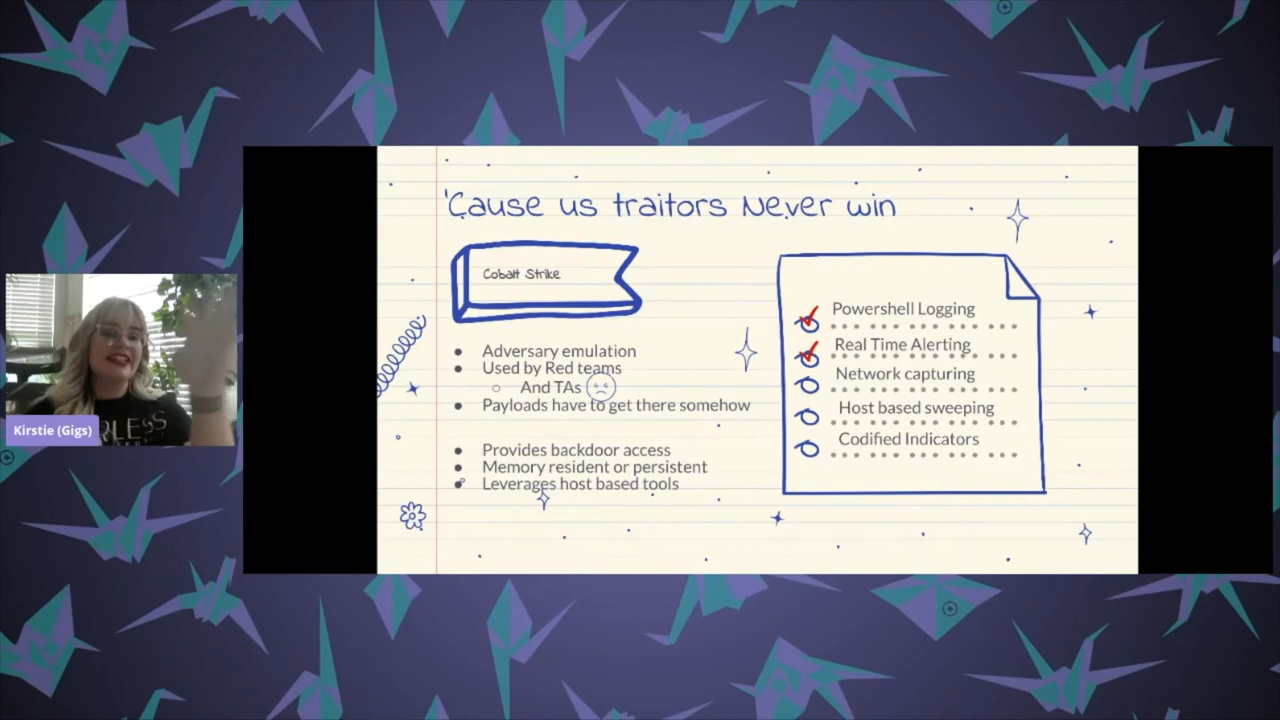 'Cause us traitors Never win
Cobalt Strike
Adversary emulation
Used by Red teams
And TAs
Payloads have to get there somehow
Provides backdoor access
Memory resident or persistent
Leverages host based tools
Powershell Logging
Real Time Alerting
Network capturing
Host based sweeping
Codified Indicators
Kirstie (Gigs)